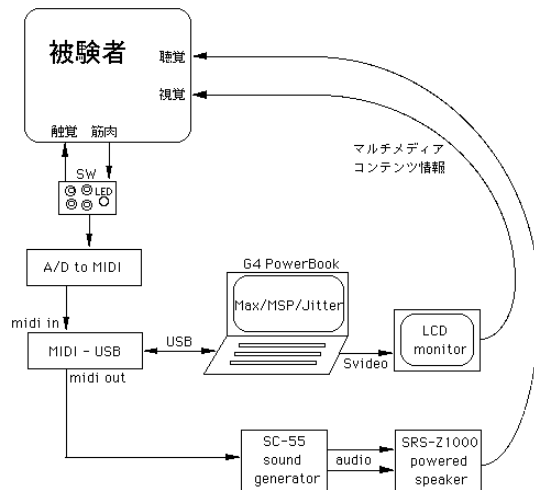 被験者
聴覚
視覚
触覚 筋肉
SW
LED
マルチメディア
コンテンツ情報
A/D to MIDI
G4 PowerBook
Max/MSP/Jitter
midi in
USB
LCD
monitor
MIDI - USB
Svideo
midi out
SC-55
sound
generator
audio
SRS-Z1000
powered
speaker